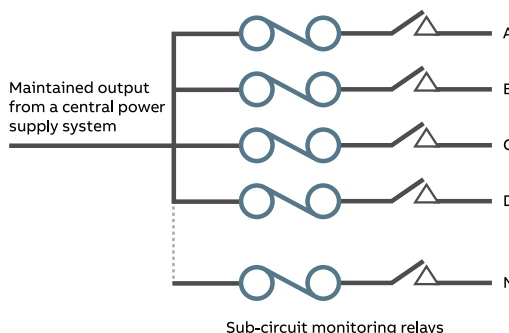 A
Maintained output
from a central power
supply system
B
C
D
N
Sub-circuit monitoring relays